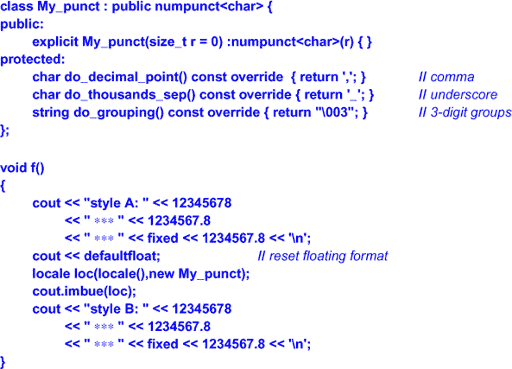 class My_punct : public numpunct<char> {
public:
explicit My_punct(size_t r = 0) :numpunct<char>(r) { }
protected:
char do_decimal_point() const override { return ','; } // comma
char do_thousands_sep() const override { return '_'; } // underscore
string do_grouping() const override { return "\003"; } // 3-digit groups
};
void f()
{
cout << "style A: " << 12345678
<< " *** " << 1234567.8
<< " *** " << fixed << 1234567.8 << '\n';
cout << defaultfloat; // reset floating format
locale loc(locale(),new My_punct);
cout.imbue(loc);
cout << "style B: " << 12345678
<< " *** " << 1234567.8
<< " *** " << fixed << 1234567.8 << '\n';
}